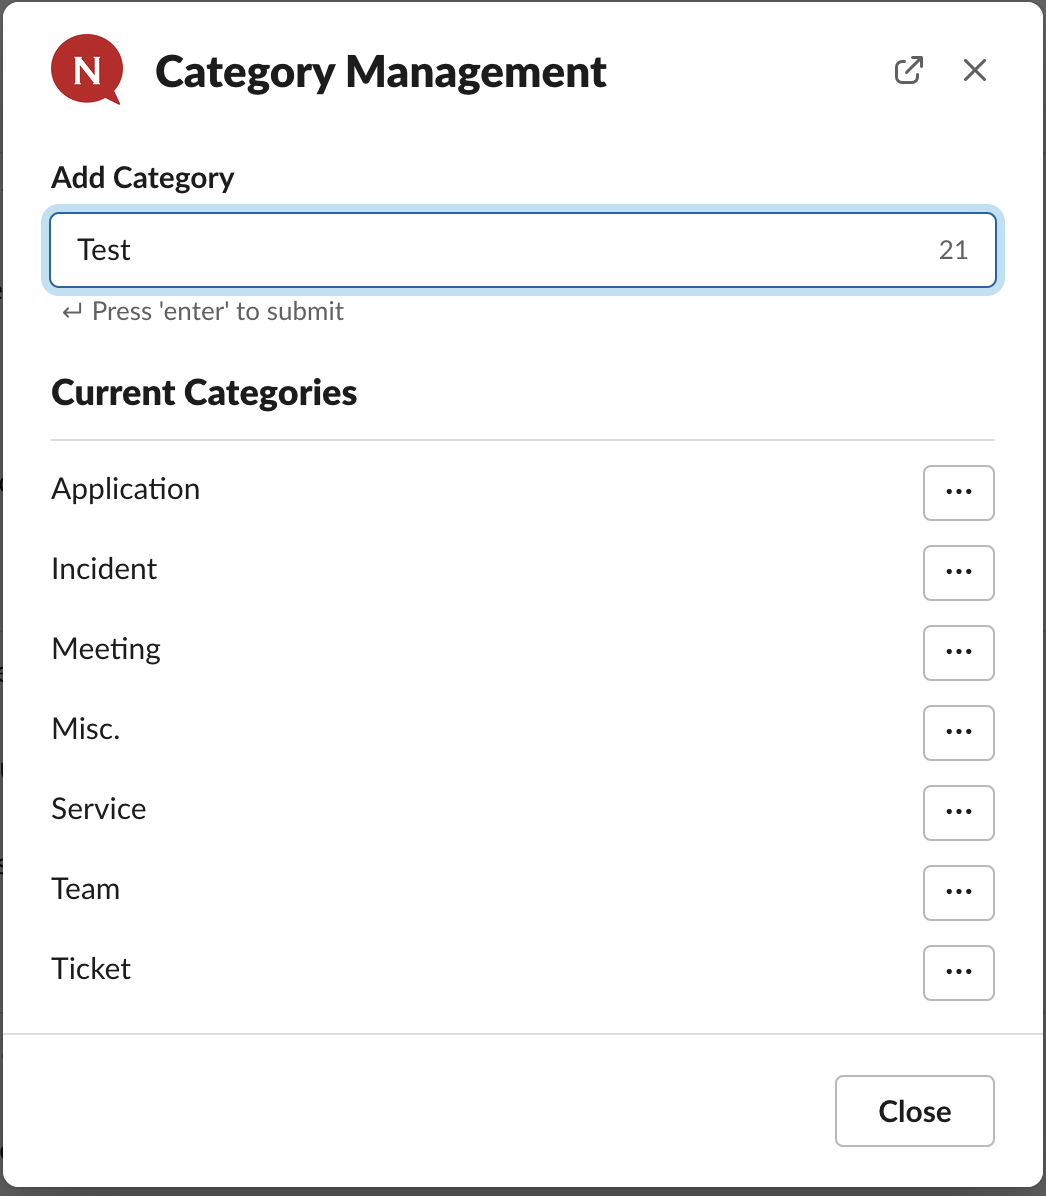 N
Category Management
Add Category
Test 21
↵ Press 'enter' to submit
Current Categories
Application
Incident
Meeting
Misc.
Service
Team
Ticket
Close